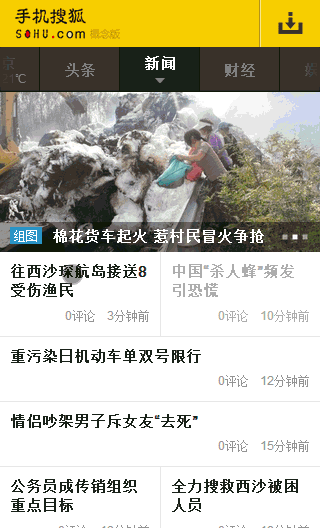 手机搜狐
SOHU.com 概念版
头条
新闻
财经
21℃
组图 棉花货车起火 惹村民冒火争抢
往西沙琛航岛接送8
受伤渔民
0评论 3分钟前
中国“杀人蜂”频发
引恐慌
0评论 10分钟前
重污染日机动车单双号限行
0评论 12分钟前
情侣吵架男子斥女友“去死”
0评论 15分钟前
公务员成传销组织
重点目标
全力搜救西沙被困
人员